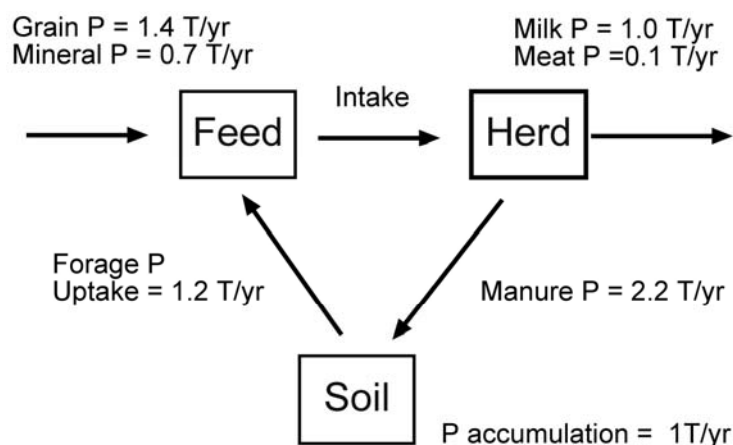 Grain P = 1.4 T/yr
Mineral P = 0.7 T/yr
Milk P = 1.0 T/yr
Meat P =0.1 T/yr
Intake
Feed
Herd
Forage P
Uptake = 1.2 T/yr
Manure P = 2.2 T/yr
Soil
P accumulation = 1T/yr